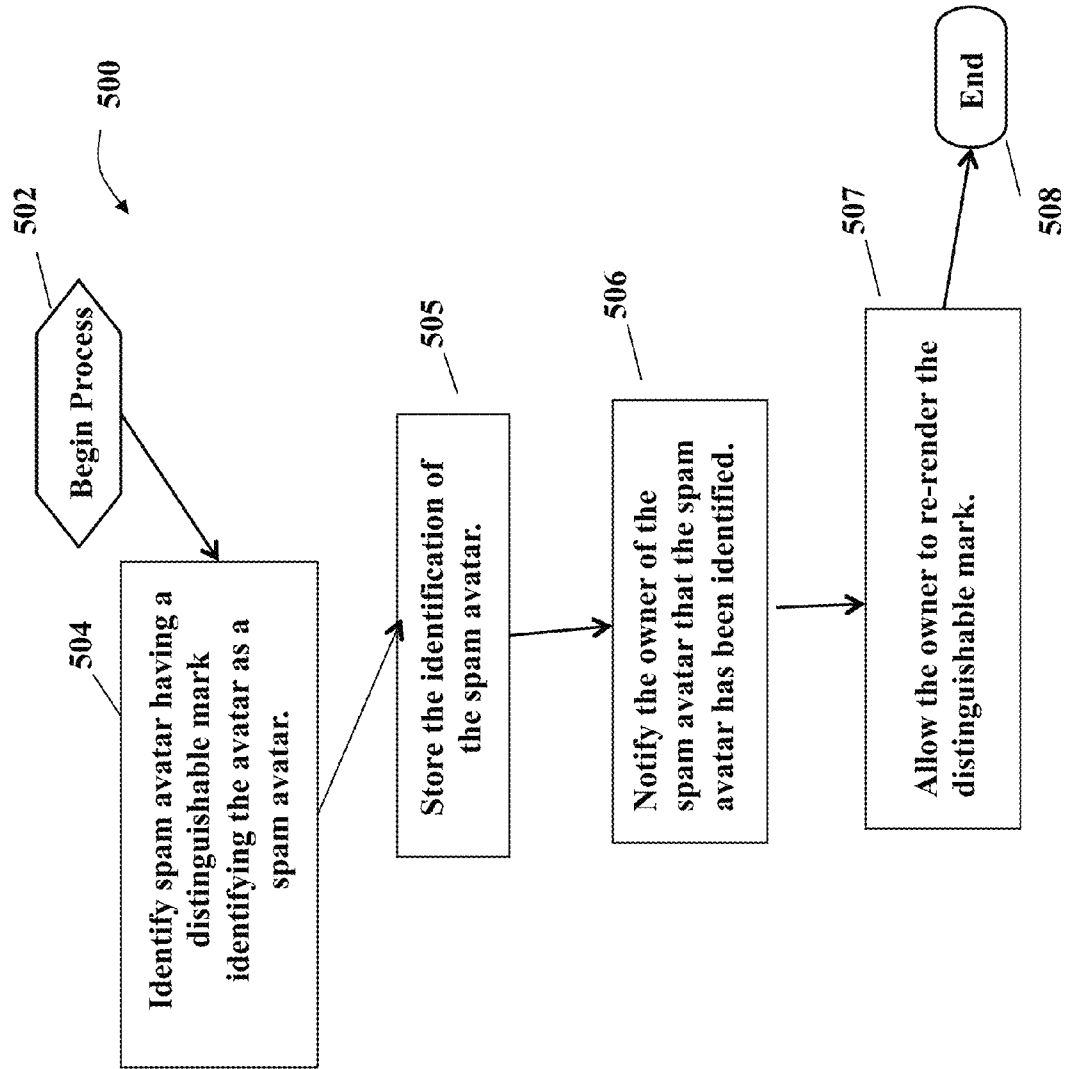 500
502
Begin Process
504
Identify spam avatar having a
distinguishable mark
identifying the avatar as a
spam avatar.
505
Store the identification of
the spam avatar.
506
Notify the owner of the
spam avatar that the spam
avatar has been identified.
507
Allow the owner to re-render the
distinguishable mark.
End
508